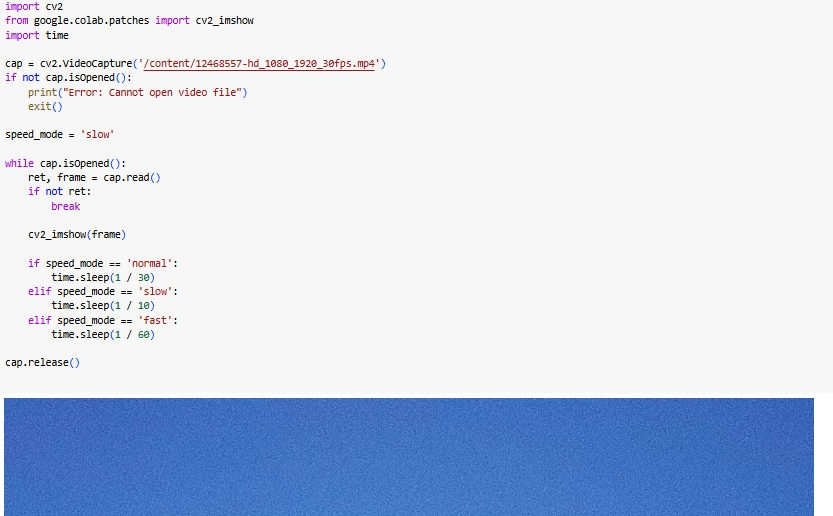 import cv2
from google.colab.patches import cv2_imshow
import time
cap = cv2.VideoCapture('/content/12468557-hd_1080_1920_30fps.mp4')
if not cap.isOpened():
    print("Error: Cannot open video file")
    exit()
speed_mode = 'slow'
while cap.isOpened():
    ret, frame = cap.read()
    if not ret:
        break
    cv2_imshow(frame)
    if speed_mode == 'normal':
        time.sleep(1 / 30)
    elif speed_mode == 'slow':
        time.sleep(1 / 10)
    elif speed_mode == 'fast':
        time.sleep(1 / 60)
cap.release()